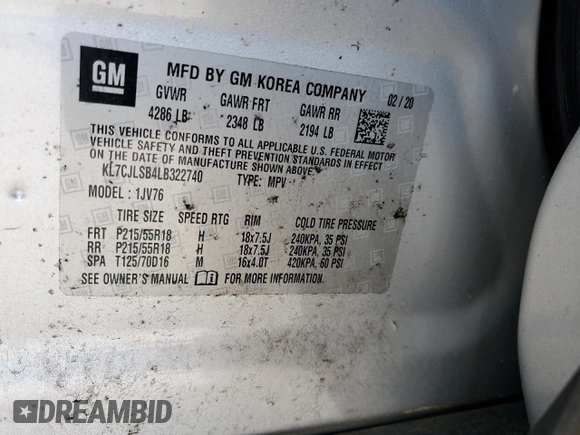 GM
MFD BY GM KOREA COMPANY 02/20
GVWR GAWR FRT GAWR RR
4286 LB 2348 LB 2194 LB
THIS VEHICLE CONFORMS TO ALL APPLICABLE U.S. FEDERAL MOTOR
VEHICLE SAFETY AND THEFT PREVENTION STANDARDS IN EFFECT ON
THE DATE OF MANUFACTURE SHOWN ABOVE.
KL7CJLSB4LB322740 TYPE: MPV
MODEL: 1JV76
TIRE SIZE SPEED RTG RIM COLD TIRE PRESSURE
FRT P215/55R18 H 18x7.5J 240KPA, 35 PSI
RR P215/55R18 H 18x7.5J 240KPA, 35 PSI
SPA T125/70D16 M 16x4.0T 420KPA, 60 PSI
SEE OWNER'S MANUAL FOR MORE INFORMATION
DREAMBID